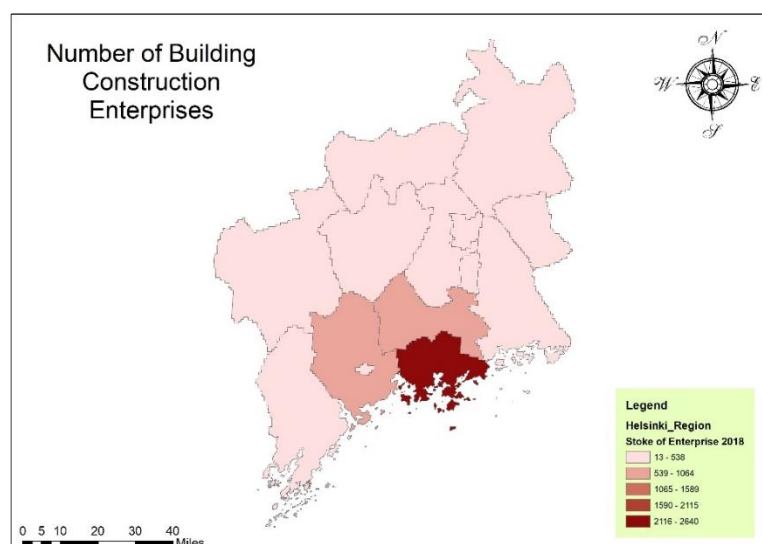 Number of Building
Construction
Enterprises
N
W E
S
Legend
Helsinki_Region
Stoke of Enterprise 2018
13 - 538
539 - 1064
1065 - 1589
1590 - 2115
2116 - 2640
0 5 10 20 30 40
Miles